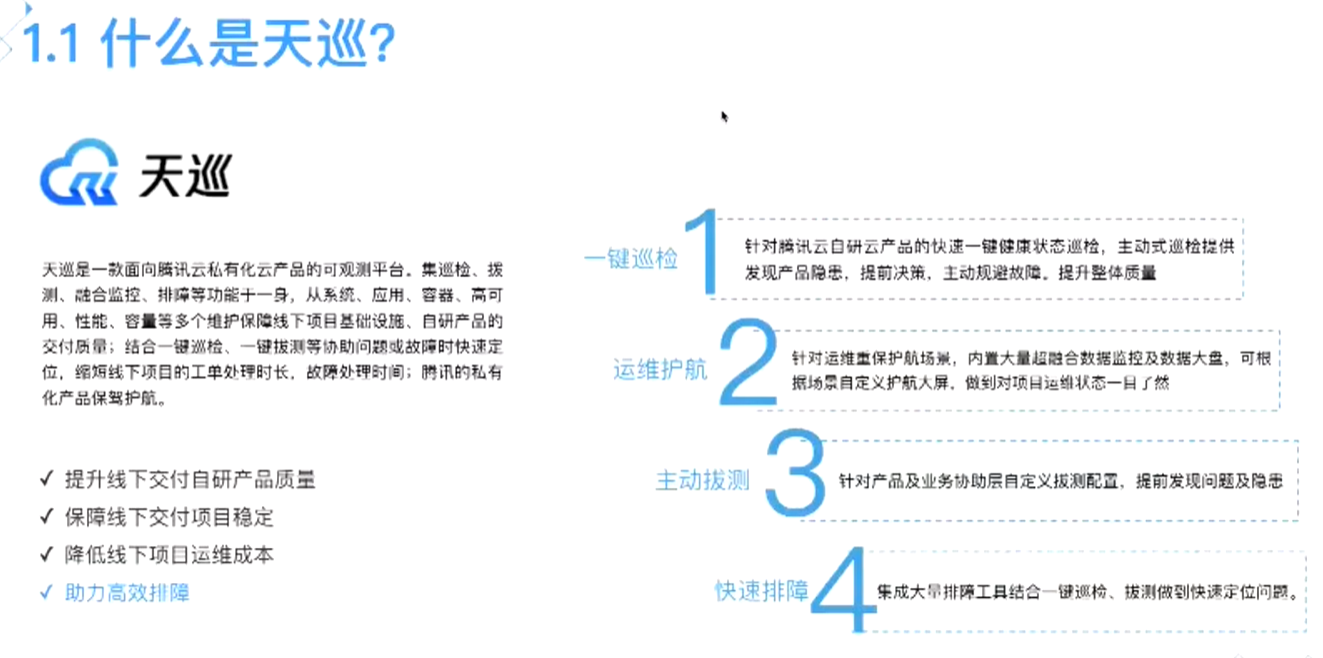 1.1 什么是天巡?
天巡
天巡是一款面向腾讯云私有化云产品的可观测平台。集巡检、拨
测、融合监控、排障等功能于一身，从系统、应用、容器、高可
用、性能、容量等多个维护保障线下项目基础设施、自研产品的
交付质量；结合一键巡检、一键拔测等协助问题或故障时快速定
位，缩短线下项目的工单处理时长，故障处理时间；腾讯的私有
化产品保驾护航。
✓ 提升线下交付自研产品质量
✓ 保障线下交付项目稳定
✓ 降低线下项目运维成本
✓ 助力高效排障
一键巡检
1
针对腾讯云自研云产品的快速一键健康状态巡检，主动式巡检提供
发现产品隐患，提前决策，主动规避故障。提升整体质量
运维护航
2
针对运维重保护航场景，内置大量超融合数据监控及数据大盘，可根
据场景自定义护航大屏，做到对项目运维状态一目了然
主动拔测
3
针对产品及业务协助层自定义拔测配置，提前发现问题及隐患
快速排障
4
集成大量排障工具结合一键巡检、拔测做到快速定位问题。